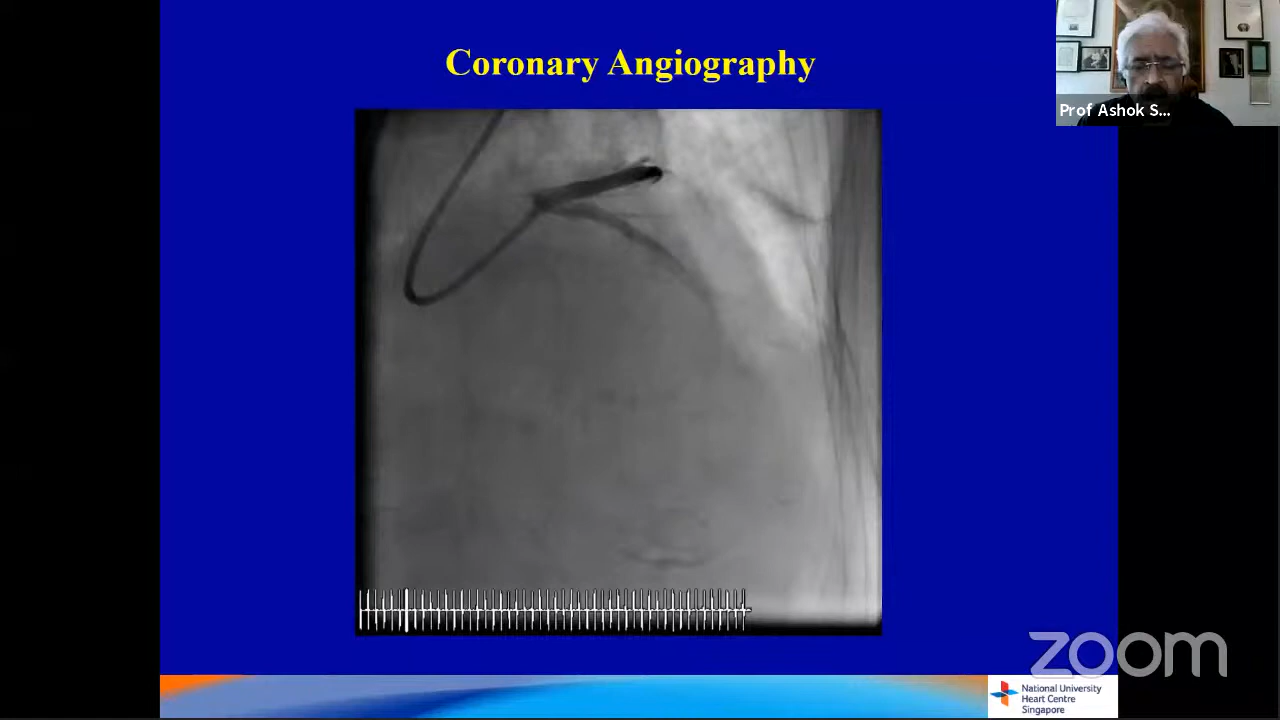 Coronary Angiography
Prof Ashok S...
zoom
National University
Heart Centre
Singapore